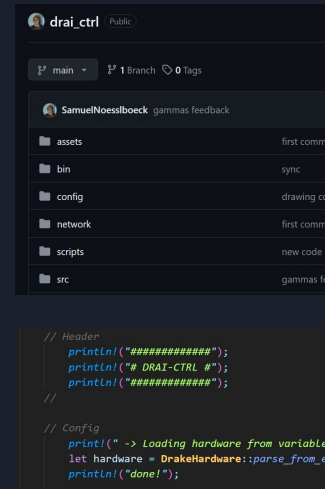 drai_ctrl Public
main 1 Branch 0 Tags
SamuelNoesslboeck gammas feedback
assets first comm
bin sync
config drawing co
network first comm
scripts new code
src gammas fe
// Header
println!("#############");
println!("# DRAI-CTRL #");
println!("#############");
//
// Config
print!(" -> Loading hardware from variable
let hardware = DrakeHardware::parse_from_e
println!("done!");